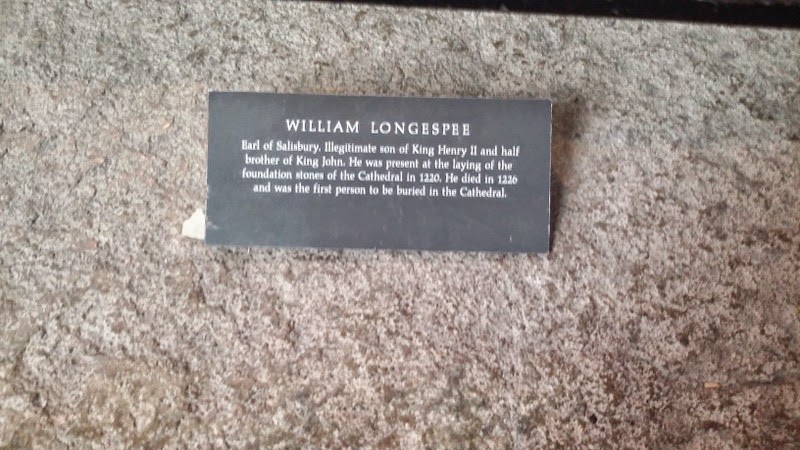 WILLIAM LONGESPEE
Earl of Salisbury. Illegitimate son of King Henry II and half
brother of King John. He was present at the laying of the
foundation stones of the Cathedral in 1220. He died in 1226
and was the first person to be buried in the Cathedral.